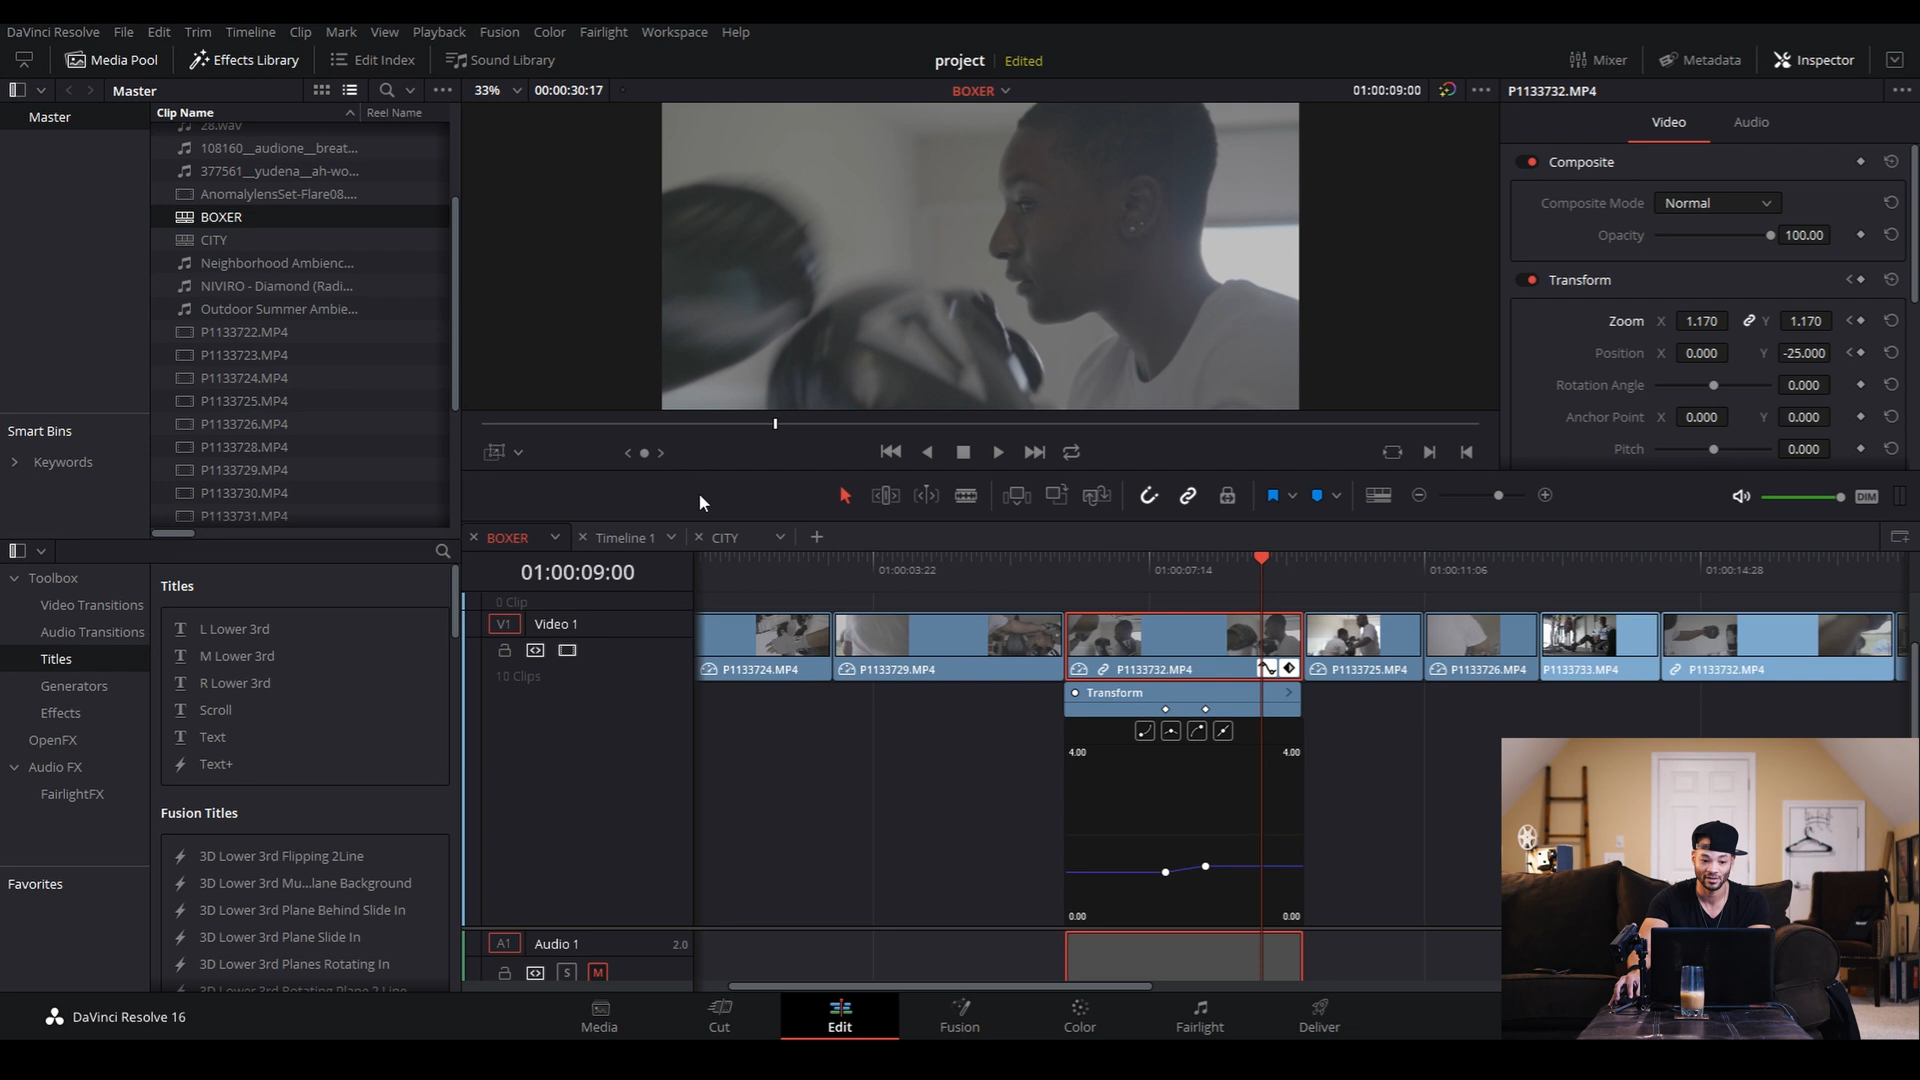 DaVinci Resolve File Edit Trim Timeline Clip Mark View Playback Fusion Color Fairlight Workspace Help
Media Pool Effects Library Edit Index Sound Library project Edited Mixer Metadata Inspector
Master 33% 00:00:30:17 BOXER 01:00:09:00 P1133732.MP4
Master
Clip Name Reel Name
28.wav
108160__audione__breat...
377561__yudena__ah-wo...
AnomalylensSet-Flare08....
BOXER
CITY
Neighborhood Ambienc...
NIVIRO - Diamond (Radi...
Outdoor Summer Ambie...
P1133722.MP4
P1133723.MP4
P1133724.MP4
P1133725.MP4
P1133726.MP4
P1133728.MP4
P1133729.MP4
P1133730.MP4
P1133731.MP4
Smart Bins
Keywords
Video Audio
Composite
Composite Mode Normal
Opacity 100.00
Transform
Zoom X 1.170 Y 1.170
Position X 0.000 Y -25.000
Rotation Angle 0.000
Anchor Point X 0.000 Y 0.000
Pitch 0.000
DIM
Toolbox
Video Transitions
Audio Transitions
Titles
Generators
Effects
OpenFX
Audio FX
FairlightFX
Favorites
Titles
L Lower 3rd
M Lower 3rd
R Lower 3rd
Scroll
Text
Text+
Fusion Titles
3D Lower 3rd Flipping 2Line
3D Lower 3rd Mu...lane Background
3D Lower 3rd Plane Behind Slide In
3D Lower 3rd Plane Slide In
3D Lower 3rd Planes Rotating In
3D Lower 3rd Rotating Plane 2 Line
BOXER Timeline 1 CITY
01:00:09:00 01:00:03:22 01:00:07:14 01:00:11:06 01:00:14:28
0 Clip
V1 Video 1
10 Clips
P1133724.MP4 P1133729.MP4 P1133732.MP4 P1133725.MP4 P1133726.MP4 P1133733.MP4 P1133732.MP4
Transform
4.00 4.00
0.00 0.00
A1 Audio 1 2.0
S M
DaVinci Resolve 16
Media Cut Edit Fusion Color Fairlight Deliver